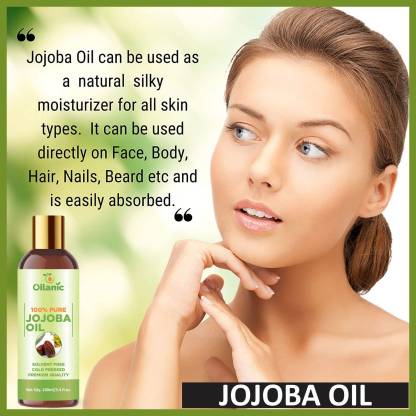 ❝
Jojoba Oil can be used as
a natural silky
moisturizer for all skin
types. It can be used
directly on Face, Body,
Hair, Nails, Beard etc and
is easily absorbed.
❞
Oilanic
100% PURE
JOJOBA
OIL
SOLVENT FREE
COLD PRESSED
PREMIUM QUALITY
JOJOBA OIL